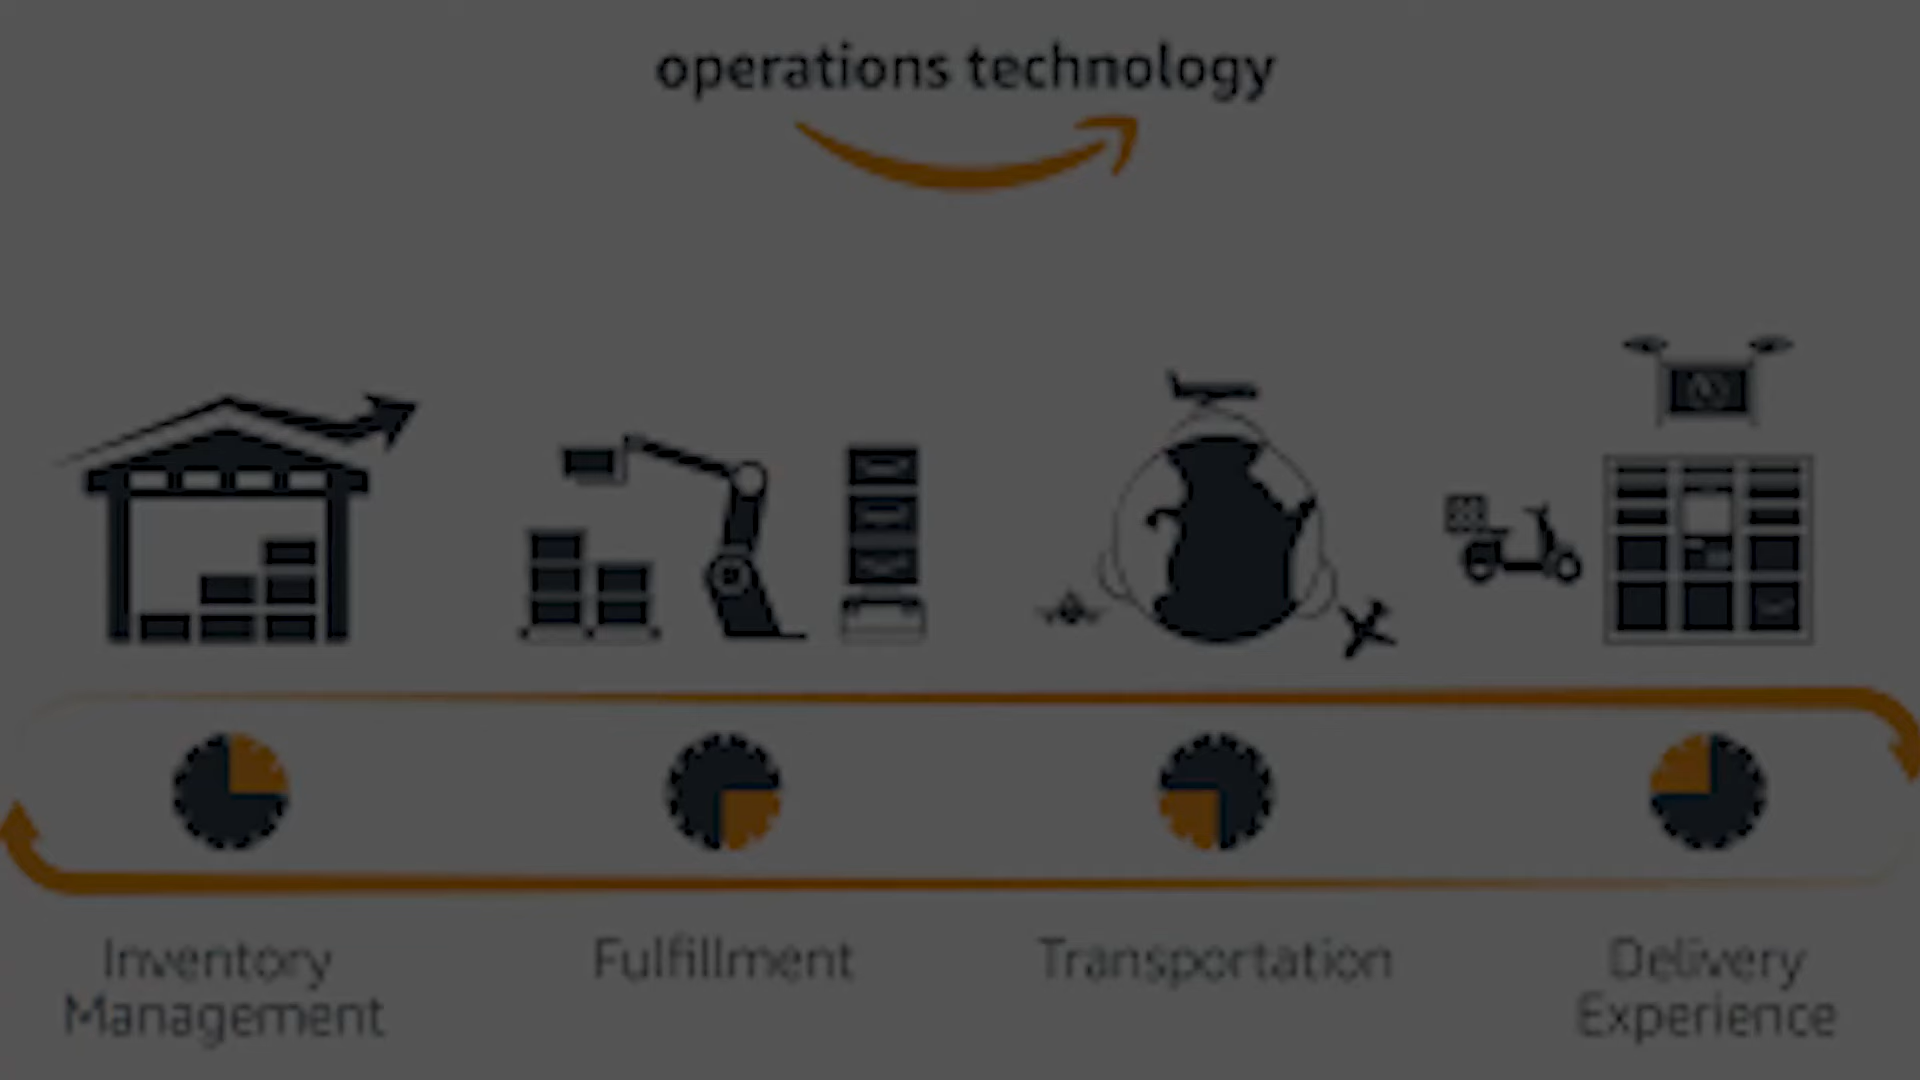 operations technology
Inventory
Management
Fulfillment
Transportation
Delivery
Experience